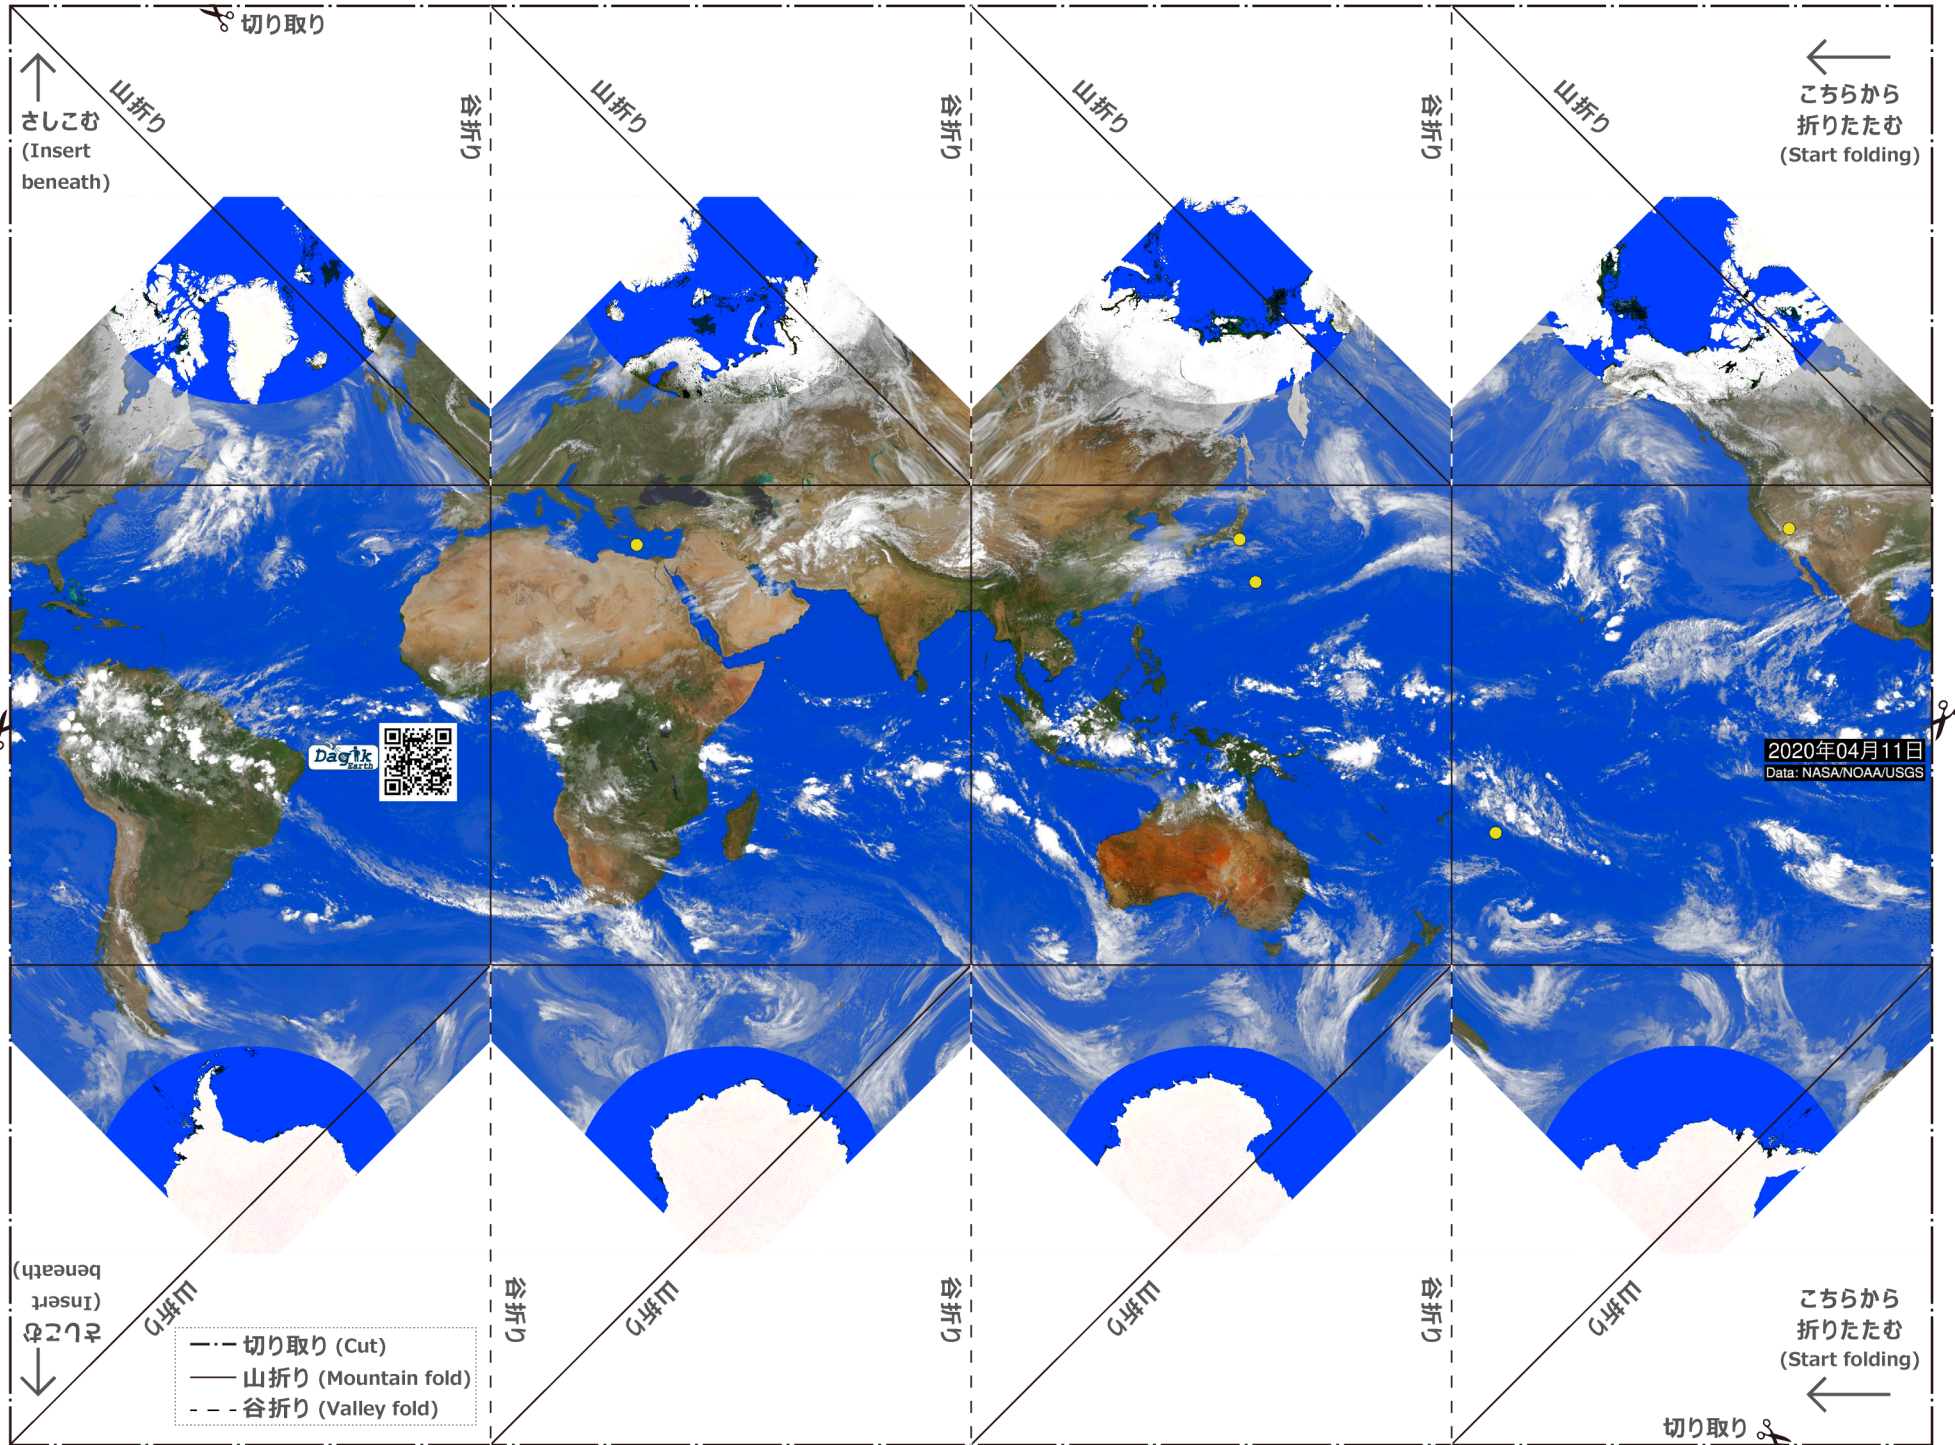 切り取り
山折り
谷折り
山折り
谷折り
山折り
谷折り
山折り
さしこむ
(Insert
beneath)
こちらから
折りたたむ
(Start folding)
Dagik
Earth
2020年04月11日
Data: NASA/NOAA/USGS
さしこむ
(Insert
beneath)
山折り
谷折り
山折り
谷折り
山折り
谷折り
山折り
こちらから
折りたたむ
(Start folding)
切り取り (Cut)
山折り (Mountain fold)
谷折り (Valley fold)
切り取り